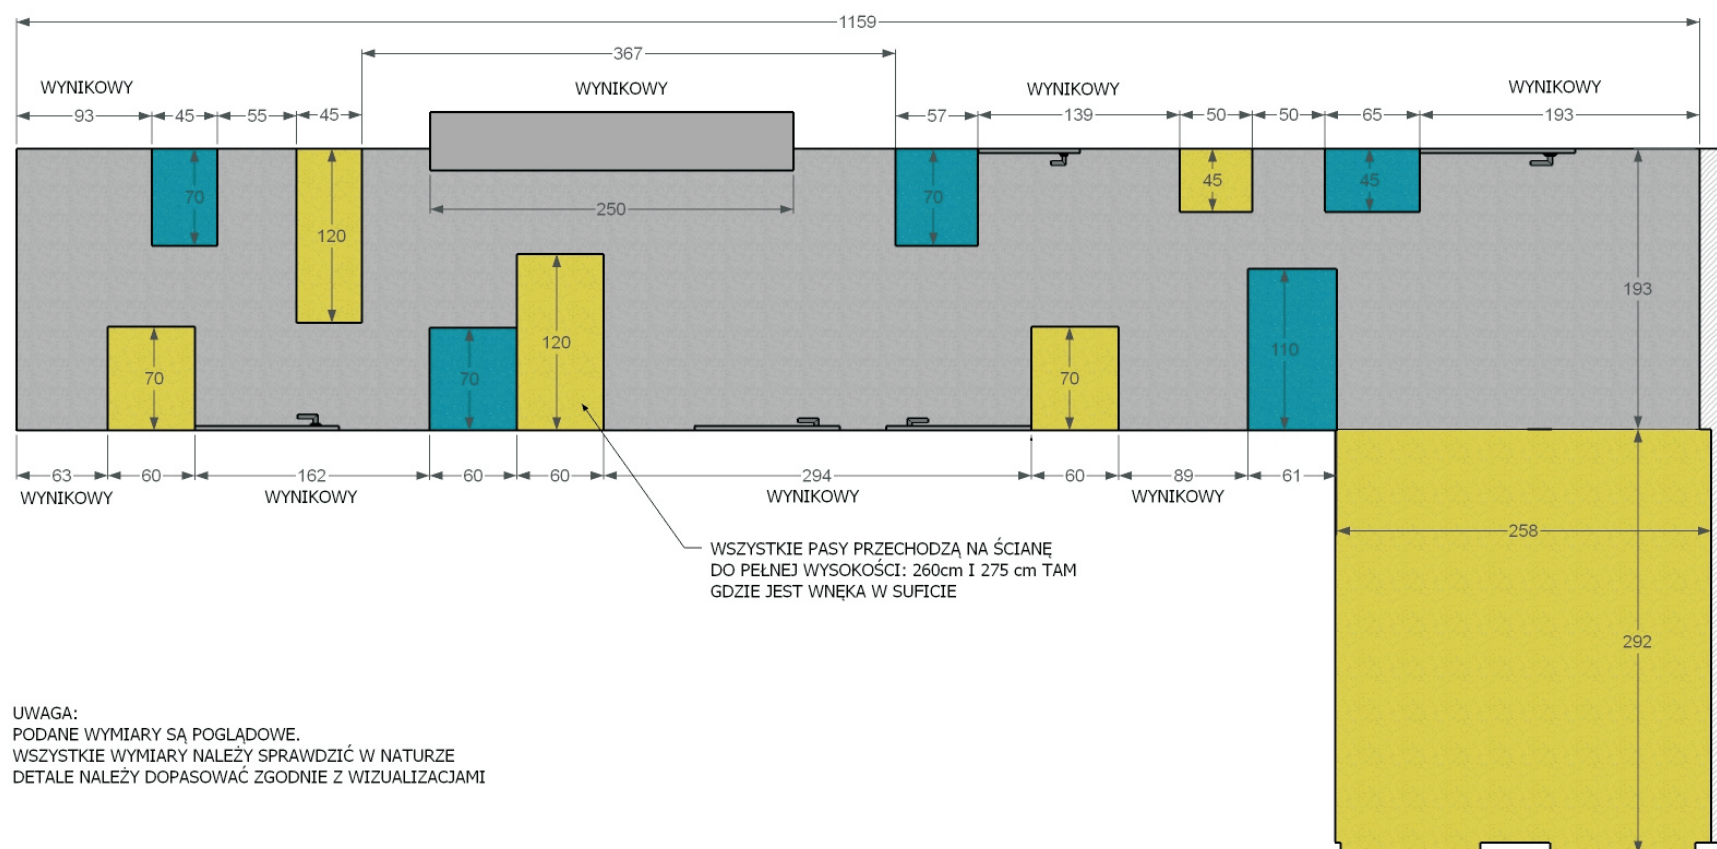 1159
367
WYNIKOWY
WYNIKOWY
WYNIKOWY
WYNIKOWY
93
45
55
45
57
139
50
50
65
193
70
120
250
70
45
45
193
70
70
120
70
110
63
60
162
60
60
294
60
89
61
WYNIKOWY
WYNIKOWY
WYNIKOWY
WYNIKOWY
258
WSZYSTKIE PASY PRZECHODZĄ NA ŚCIANĘ
DO PEŁNEJ WYSOKOŚCI: 260cm I 275 cm TAM
GDZIE JEST WNĘKA W SUFICIE
292
UWAGA:
PODANE WYMIARY SĄ POGLĄDOWE.
WSZYSTKIE WYMIARY NALEŻY SPRAWDZIĆ W NATURZE
DETALE NALEŻY DOPASOWAĆ ZGODNIE Z WIZUALIZACJAMI